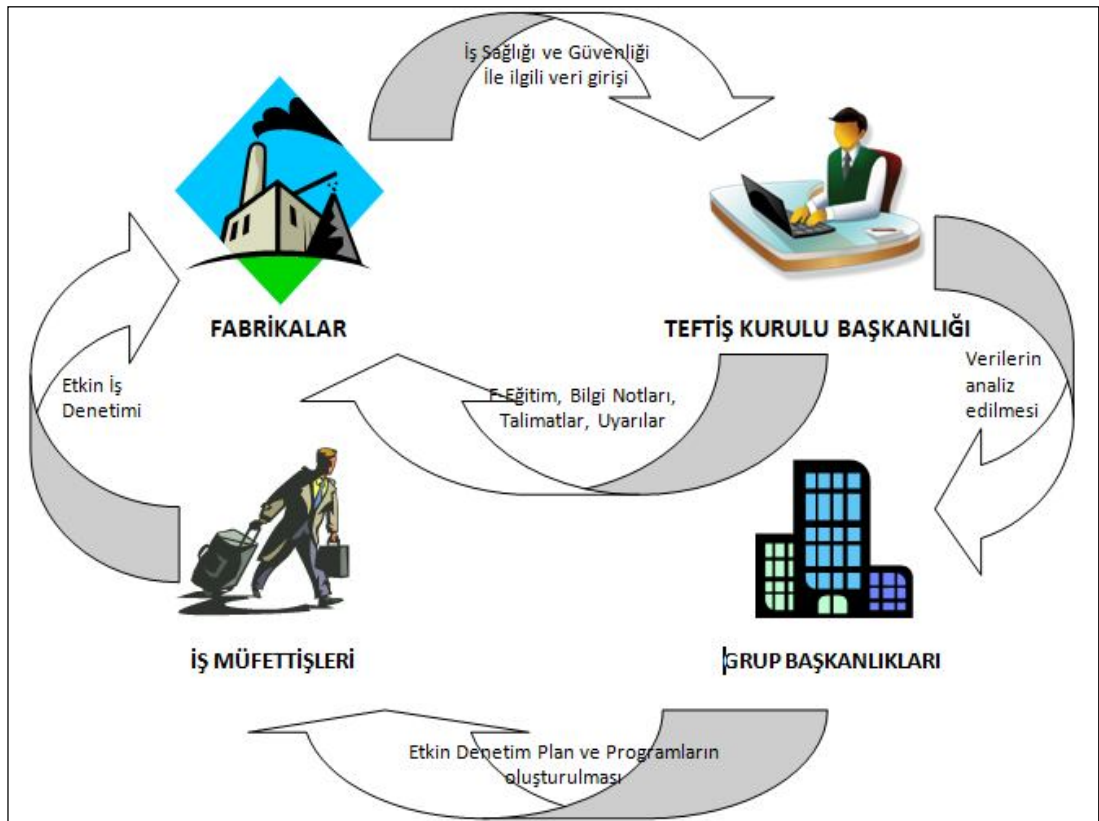 İş Sağlığı ve Güvenliği
İle ilgili veri girişi
FABRİKALAR
TEFTİŞ KURULU BAŞKANLIĞI
Etkin İş
Denetimi
E-Eğitim, Bilgi Notları,
Talimatlar, Uyarılar
Verilerin
analiz
edilmesi
İŞ MÜFETTİŞLERİ
GRUP BAŞKANLIKLARI
Etkin Denetim Plan ve Programların
oluşturulması